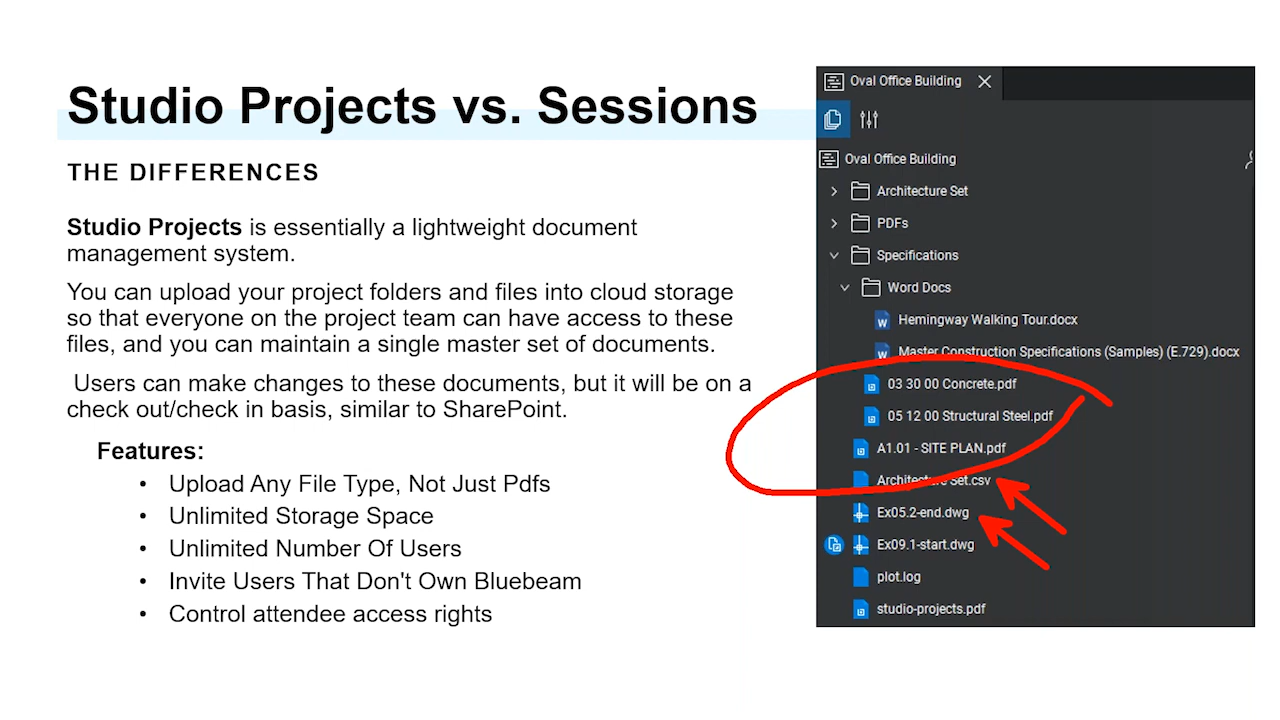 Studio Projects vs. Sessions
THE DIFFERENCES
Studio Projects is essentially a lightweight document
management system.
You can upload your project folders and files into cloud storage
so that everyone on the project team can have access to these
files, and you can maintain a single master set of documents.
Users can make changes to these documents, but it will be on a
check out/check in basis, similar to SharePoint.
Features:
• Upload Any File Type, Not Just Pdfs
• Unlimited Storage Space
• Unlimited Number Of Users
• Invite Users That Don't Own Bluebeam
• Control attendee access rights
Oval Office Building
Oval Office Building
Architecture Set
PDFs
Specifications
Word Docs
Hemingway Walking Tour.docx
Master Construction Specifications (Samples) (E.729).docx
03 30 00 Concrete.pdf
05 12 00 Structural Steel.pdf
A1.01 - SITE PLAN.pdf
Architecture Set.csv
Ex05.2-end.dwg
Ex09.1-start.dwg
plot.log
studio-projects.pdf